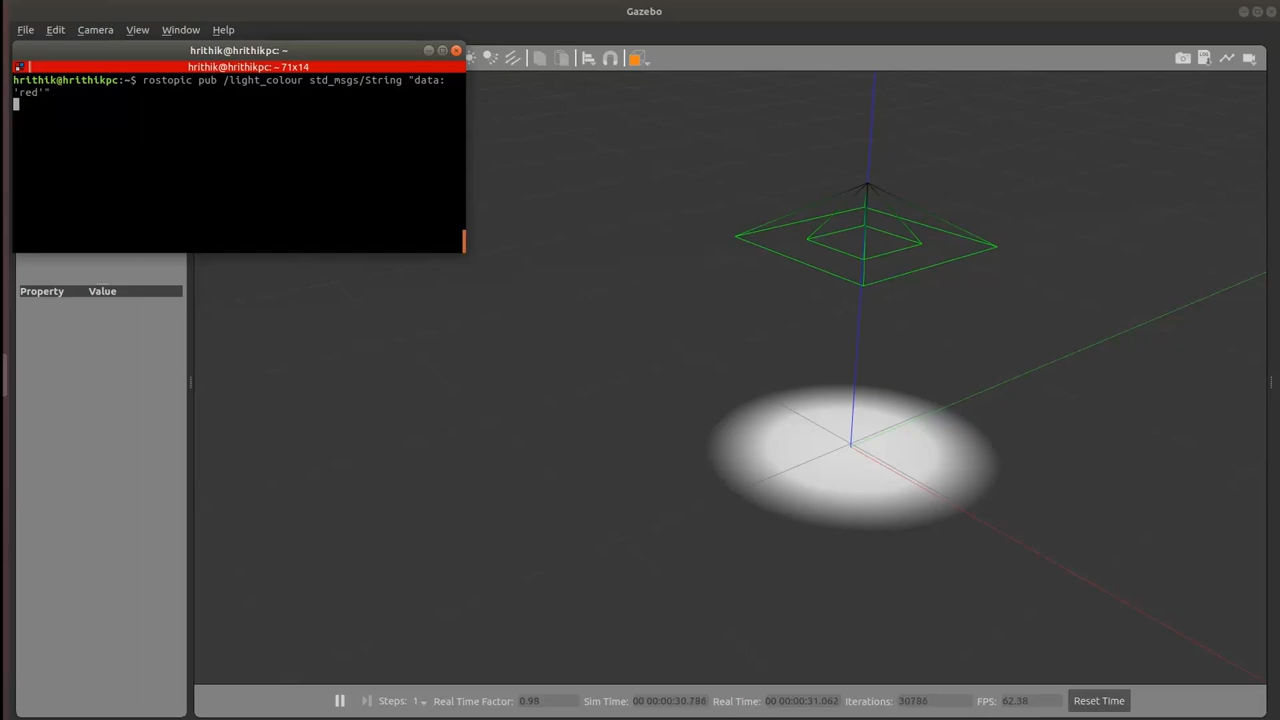 Gazebo
File Edit Camera View Window Help
hrithik@hrithikpc: ~
hrithik@hrithikpc: ~ 71x14
hrithik@hrithikpc:~$ rostopic pub /light_colour std_msgs/String "data:
'red'"
Property Value
Steps: 1 Real Time Factor: 0.98 Sim Time: 00 00:00:30.786 Real Time: 00 00:00:31.062 Iterations: 30786 FPS: 62.38 Reset Time